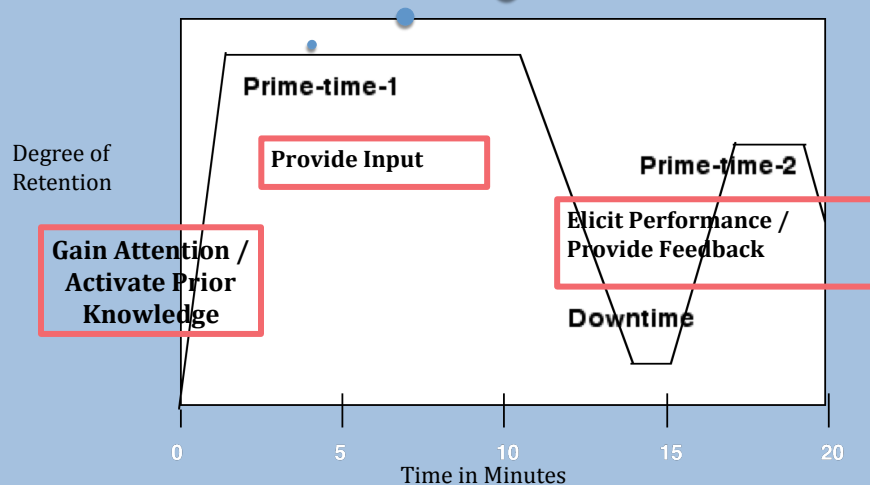 Prime-time-1
Degree of
Retention
Provide Input
Prime-time-2
Elicit Performance /
Provide Feedback
Gain Attention /
Activate Prior
Knowledge
Downtime
0 5 10 15 20
Time in Minutes